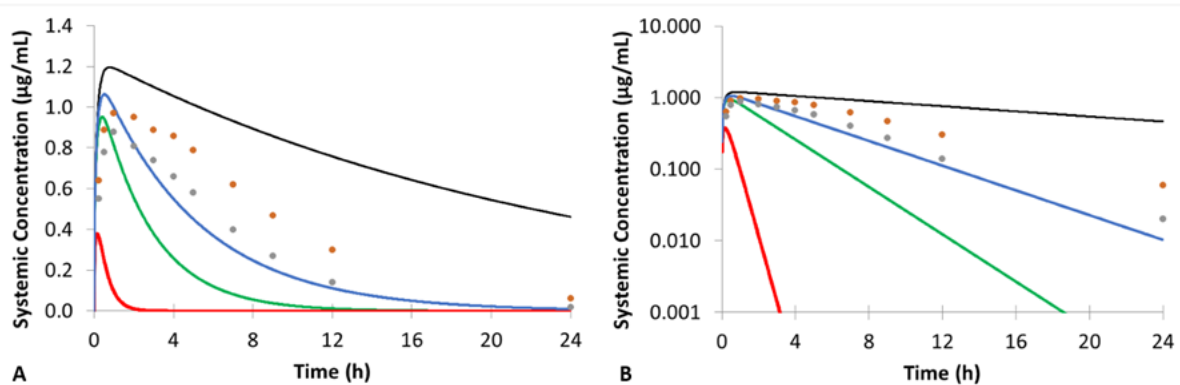 Systemic Concentration (µg/mL)
1.4
1.2
1.0
0.8
0.6
0.4
0.2
0.0
0 4 8 12 16 20 24
Time (h)
A
Systemic Concentration (µg/mL)
10.000
1.000
0.100
0.010
0.001
0 4 8 12 16 20 24
Time (h)
B